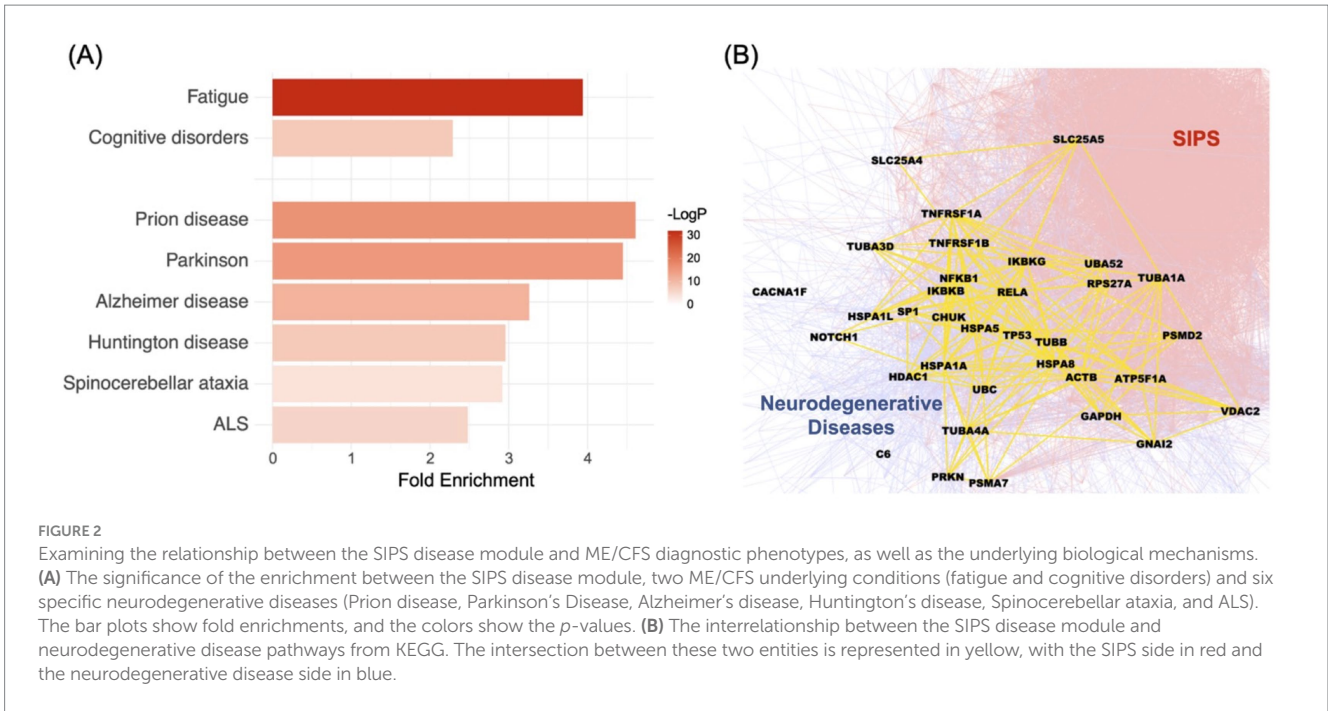 (A)
Fatigue
Cognitive disorders
Prion disease
Parkinson
Alzheimer disease
Huntington disease
Spinocerebellar ataxia
ALS
0 1 2 3 4
Fold Enrichment
-LogP
30
20
10
0
(B)
SIPS
SLC25A5
SLC25A4
TNFRSF1A
TUBA3D
TNFRSF1B
IKBKG
UBA52
TUBA1A
NFKB1
RPS27A
CACNA1F
IKBKB
RELA
HSPA1L
SP1
CHUK
HSPA5
TP53
TUBB
PSMD2
NOTCH1
HSPA1A
HSPA8
HDAC1
ACTB
ATP5F1A
UBC
Neurodegenerative
Diseases
GAPDH
VDAC2
TUBA4A
GNAI2
C6
PRKN
PSMA7
FIGURE 2
Examining the relationship between the SIPS disease module and ME/CFS diagnostic phenotypes, as well as the underlying biological mechanisms.
(A) The significance of the enrichment between the SIPS disease module, two ME/CFS underlying conditions (fatigue and cognitive disorders) and six
specific neurodegenerative diseases (Prion disease, Parkinson's Disease, Alzheimer's disease, Huntington's disease, Spinocerebellar ataxia, and ALS).
The bar plots show fold enrichments, and the colors show the p-values. (B) The interrelationship between the SIPS disease module and
neurodegenerative disease pathways from KEGG. The intersection between these two entities is represented in yellow, with the SIPS side in red and
the neurodegenerative disease side in blue.